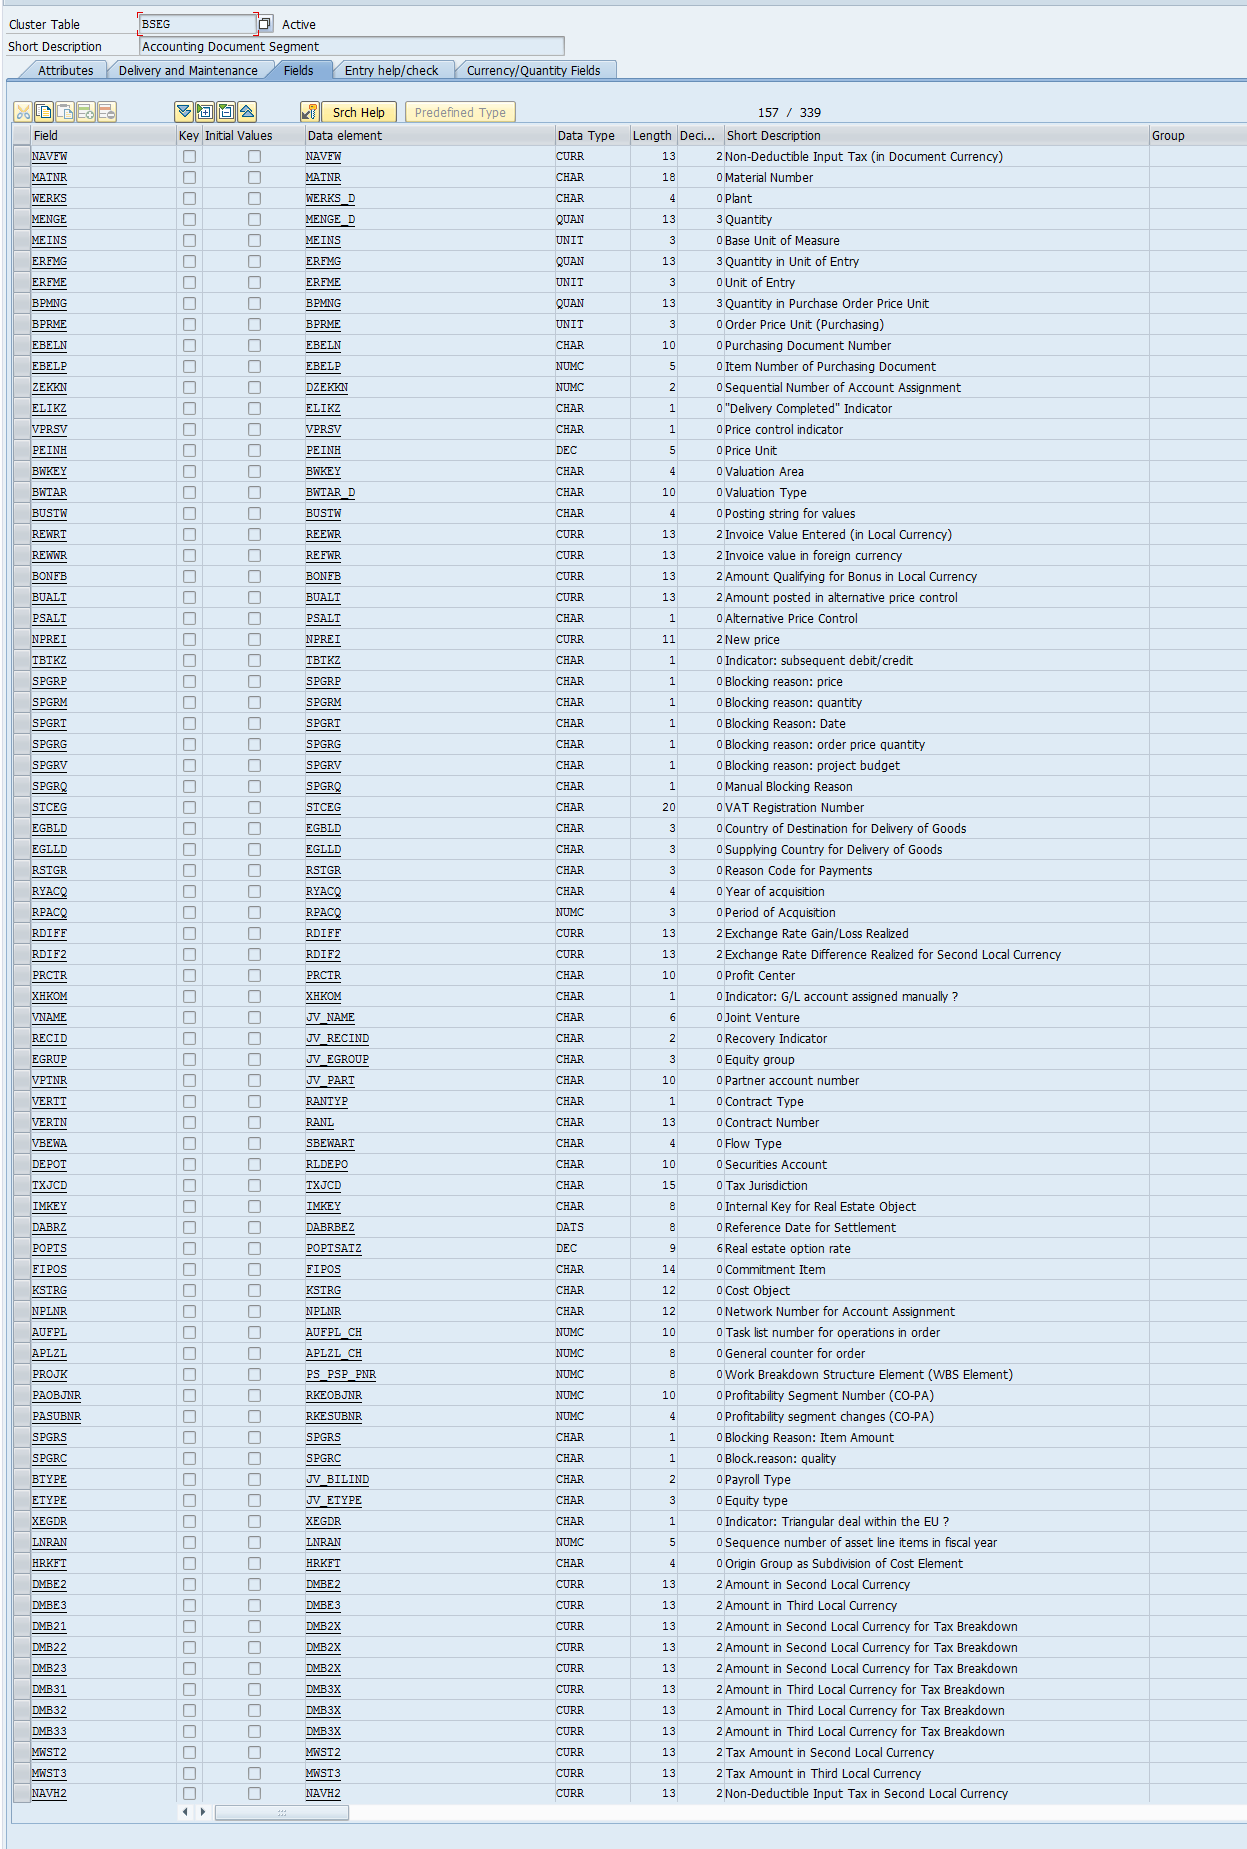 Cluster Table BSEG Active
Short Description Accounting Document Segment
Attributes Delivery and Maintenance Fields Entry help/check Currency/Quantity Fields
Srch Help Predefined Type 157 / 339
Field Key Initial Values Data element Data Type Length Deci... Short Description Group
NAVFW NAVFW CURR 13 2 Non-Deductible Input Tax (in Document Currency)
MATNR MATNR CHAR 18 0 Material Number
WERKS WERKS_D CHAR 4 0 Plant
MENGE MENGE_D QUAN 13 3 Quantity
MEINS MEINS UNIT 3 0 Base Unit of Measure
ERFMG ERFMG QUAN 13 3 Quantity in Unit of Entry
ERFME ERFME UNIT 3 0 Unit of Entry
BPMNG BPMNG QUAN 13 3 Quantity in Purchase Order Price Unit
BPRME BPRME UNIT 3 0 Order Price Unit (Purchasing)
EBELN EBELN CHAR 10 0 Purchasing Document Number
EBELP EBELP NUMC 5 0 Item Number of Purchasing Document
ZEKKN DZEKKN NUMC 2 0 Sequential Number of Account Assignment
ELIKZ ELIKZ CHAR 1 0 "Delivery Completed" Indicator
VPRSV VPRSV CHAR 1 0 Price control indicator
PEINH PEINH DEC 5 0 Price Unit
BWKEY BWKEY CHAR 4 0 Valuation Area
BWTAR BWTAR_D CHAR 10 0 Valuation Type
BUSTW BUSTW CHAR 4 0 Posting string for values
REWRT REEWR CURR 13 2 Invoice Value Entered (in Local Currency)
REWWR REFWR CURR 13 2 Invoice value in foreign currency
BONFB BONFB CURR 13 2 Amount Qualifying for Bonus in Local Currency
BUALT BUALT CURR 13 2 Amount posted in alternative price control
PSALT PSALT CHAR 1 0 Alternative Price Control
NPREI NPREI CURR 11 2 New price
TBTKZ TBTKZ CHAR 1 0 Indicator: subsequent debit/credit
SPGRP SPGRP CHAR 1 0 Blocking reason: price
SPGRM SPGRM CHAR 1 0 Blocking reason: quantity
SPGRT SPGRT CHAR 1 0 Blocking Reason: Date
SPGRG SPGRG CHAR 1 0 Blocking reason: order price quantity
SPGRV SPGRV CHAR 1 0 Blocking reason: project budget
SPGRQ SPGRQ CHAR 1 0 Manual Blocking Reason
STCEG STCEG CHAR 20 0 VAT Registration Number
EGBLD EGBLD CHAR 3 0 Country of Destination for Delivery of Goods
EGLLD EGLLD CHAR 3 0 Supplying Country for Delivery of Goods
RSTGR RSTGR CHAR 3 0 Reason Code for Payments
RYACQ RYACQ CHAR 4 0 Year of acquisition
RPACQ RPACQ NUMC 3 0 Period of Acquisition
RDIFF RDIFF CURR 13 2 Exchange Rate Gain/Loss Realized
RDIF2 RDIF2 CURR 13 2 Exchange Rate Difference Realized for Second Local Currency
PRCTR PRCTR CHAR 10 0 Profit Center
XHKOM XHKOM CHAR 1 0 Indicator: G/L account assigned manually ?
VNAME JV_NAME CHAR 6 0 Joint Venture
RECID JV_RECIND CHAR 2 0 Recovery Indicator
EGRUP JV_EGROUP CHAR 3 0 Equity group
VPTNR JV_PART CHAR 10 0 Partner account number
VERTT RANTYP CHAR 1 0 Contract Type
VERTN RANL CHAR 13 0 Contract Number
VBEWA SBEWART CHAR 4 0 Flow Type
DEPOT RLDEPO CHAR 10 0 Securities Account
TXJCD TXJCD CHAR 15 0 Tax Jurisdiction
IMKEY IMKEY CHAR 8 0 Internal Key for Real Estate Object
DABRZ DABRBEZ DATS 8 0 Reference Date for Settlement
POPTS POPTSATZ DEC 9 6 Real estate option rate
FIPOS FIPOS CHAR 14 0 Commitment Item
KSTRG KSTRG CHAR 12 0 Cost Object
NPLNR NPLNR CHAR 12 0 Network Number for Account Assignment
AUFPL AUFPL_CH NUMC 10 0 Task list number for operations in order
APLZL APLZL_CH NUMC 8 0 General counter for order
PROJK PS_PSP_PNR NUMC 8 0 Work Breakdown Structure Element (WBS Element)
PAOBJNR RKEOBJNR NUMC 10 0 Profitability Segment Number (CO-PA)
PASUBNR RKESUBNR NUMC 4 0 Profitability segment changes (CO-PA)
SPGRS SPGRS CHAR 1 0 Blocking Reason: Item Amount
SPGRC SPGRC CHAR 1 0 Block.reason: quality
BTYPE JV_BILIND CHAR 2 0 Payroll Type
ETYPE JV_ETYPE CHAR 3 0 Equity type
XEGDR XEGDR CHAR 1 0 Indicator: Triangular deal within the EU ?
LNRAN LNRAN NUMC 5 0 Sequence number of asset line items in fiscal year
HRKFT HRKFT CHAR 4 0 Origin Group as Subdivision of Cost Element
DMBE2 DMBE2 CURR 13 2 Amount in Second Local Currency
DMBE3 DMBE3 CURR 13 2 Amount in Third Local Currency
DMB21 DMB2X CURR 13 2 Amount in Second Local Currency for Tax Breakdown
DMB22 DMB2X CURR 13 2 Amount in Second Local Currency for Tax Breakdown
DMB23 DMB2X CURR 13 2 Amount in Second Local Currency for Tax Breakdown
DMB31 DMB3X CURR 13 2 Amount in Third Local Currency for Tax Breakdown
DMB32 DMB3X CURR 13 2 Amount in Third Local Currency for Tax Breakdown
DMB33 DMB3X CURR 13 2 Amount in Third Local Currency for Tax Breakdown
MWST2 MWST2 CURR 13 2 Tax Amount in Second Local Currency
MWST3 MWST3 CURR 13 2 Tax Amount in Third Local Currency
NAVH2 NAVH2 CURR 13 2 Non-Deductible Input Tax in Second Local Currency